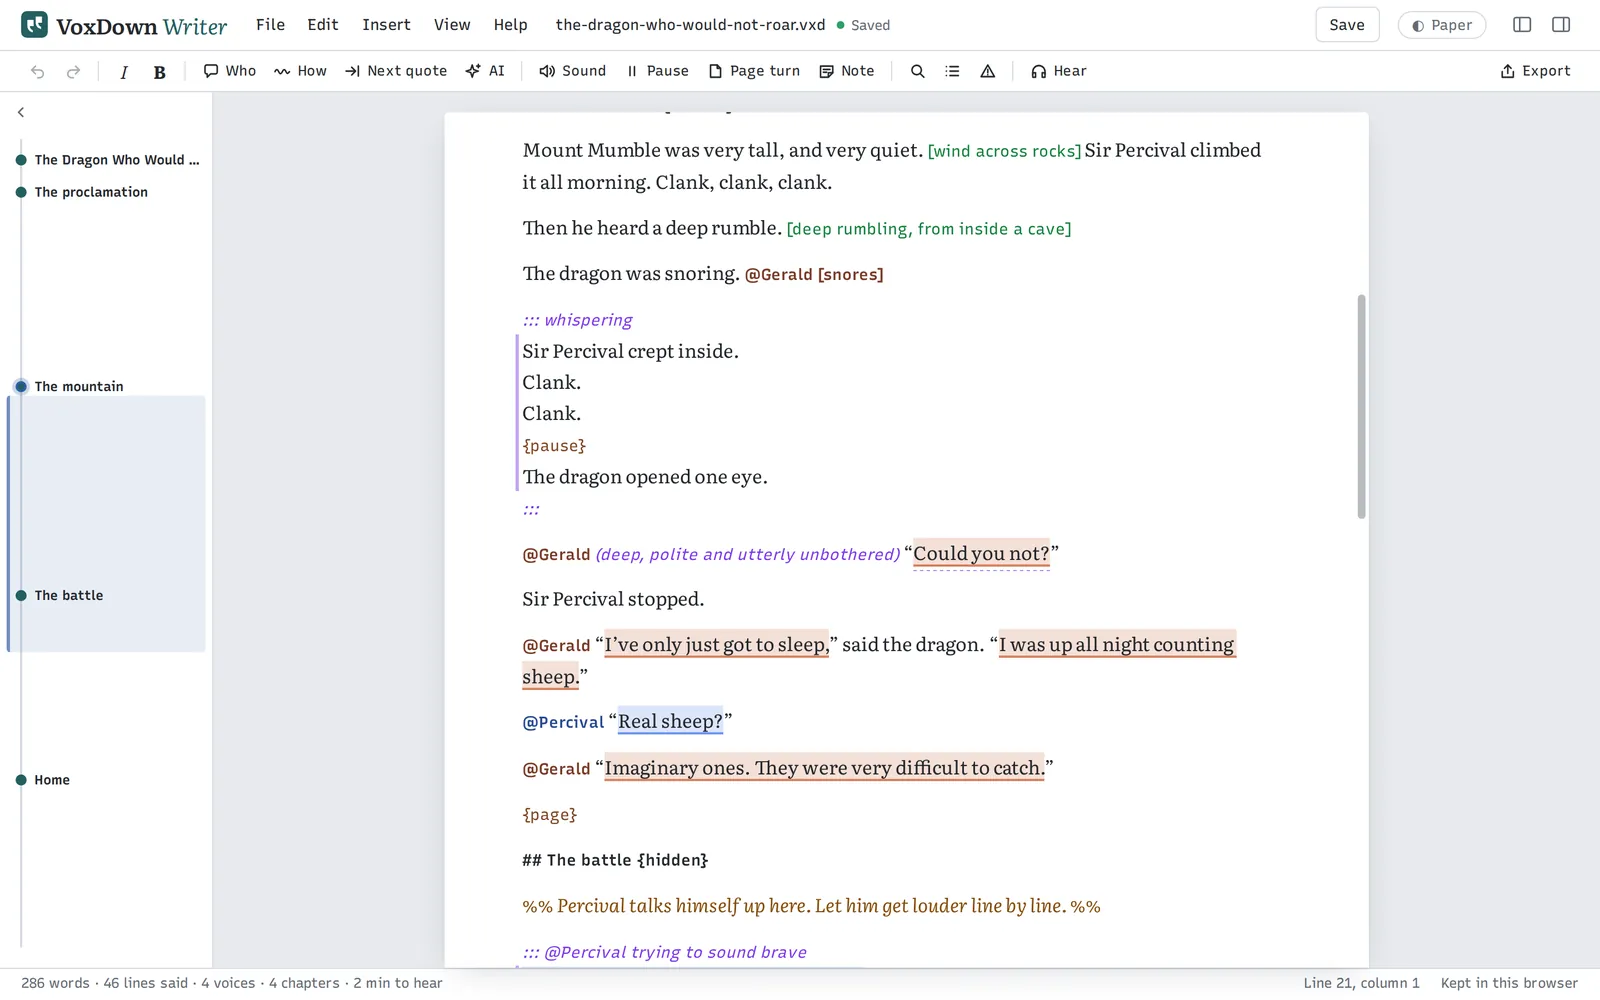 VoxDown Writer File Edit Insert View Help the-dragon-who-would-not-roar.vxd Saved Save Paper
I B Who How Next quote AI Sound Pause Page turn Note Hear Export
The Dragon Who Would ...
The proclamation
The mountain
The battle
Home
Mount Mumble was very tall, and very quiet. [wind across rocks] Sir Percival climbed
it all morning. Clank, clank, clank.
Then he heard a deep rumble. [deep rumbling, from inside a cave]
The dragon was snoring. @Gerald [snores]
::: whispering
Sir Percival crept inside.
Clank.
Clank.
{pause}
The dragon opened one eye.
:::
@Gerald (deep, polite and utterly unbothered) “Could you not?”
Sir Percival stopped.
@Gerald “I’ve only just got to sleep,” said the dragon. “I was up all night counting
sheep.”
@Percival “Real sheep?”
@Gerald “Imaginary ones. They were very difficult to catch.”
{page}
## The battle {hidden}
%% Percival talks himself up here. Let him get louder line by line. %%
::: @Percival trying to sound brave
286 words · 46 lines said · 4 voices · 4 chapters · 2 min to hear Line 21, column 1 Kept in this browser